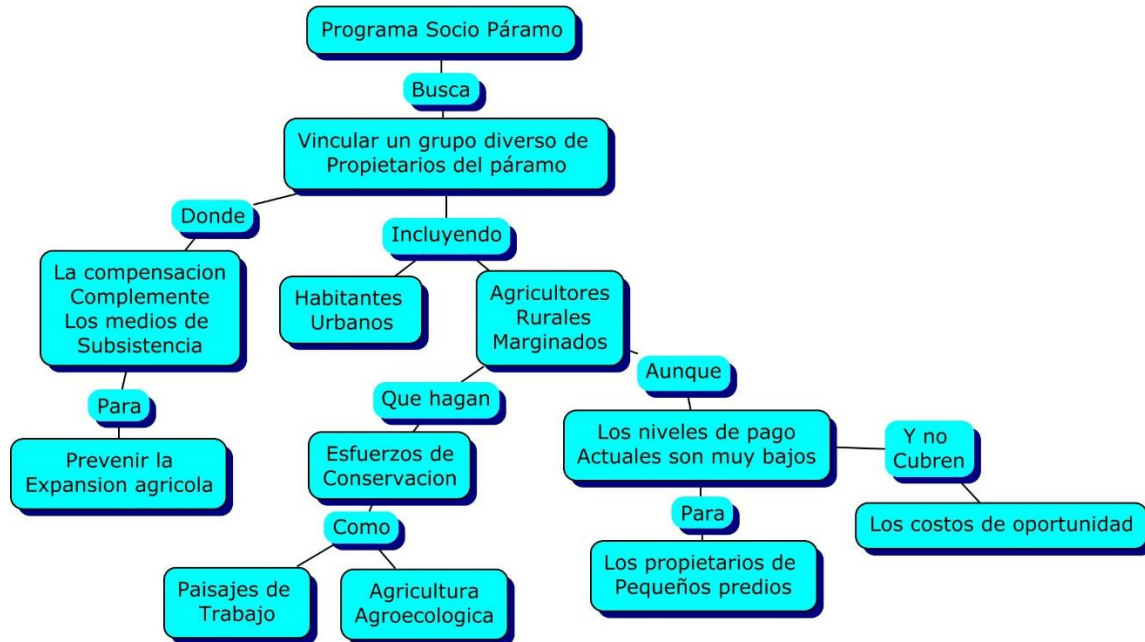 Programa Socio Páramo
Busca
Vincular un grupo diverso de
Propietarios del páramo
Donde
Incluyendo
La compensacion
Complemente
Los medios de
Subsistencia
Habitantes
Urbanos
Agricultores
Rurales
Marginados
Para
Prevenir la
Expansion agricola
Que hagan
Esfuerzos de
Conservacion
Como
Paisajes de
Trabajo
Agricultura
Agroecologica
Aunque
Los niveles de pago
Actuales son muy bajos
Para
Los propietarios de
Pequeños predios
Y no
Cubren
Los costos de oportunidad